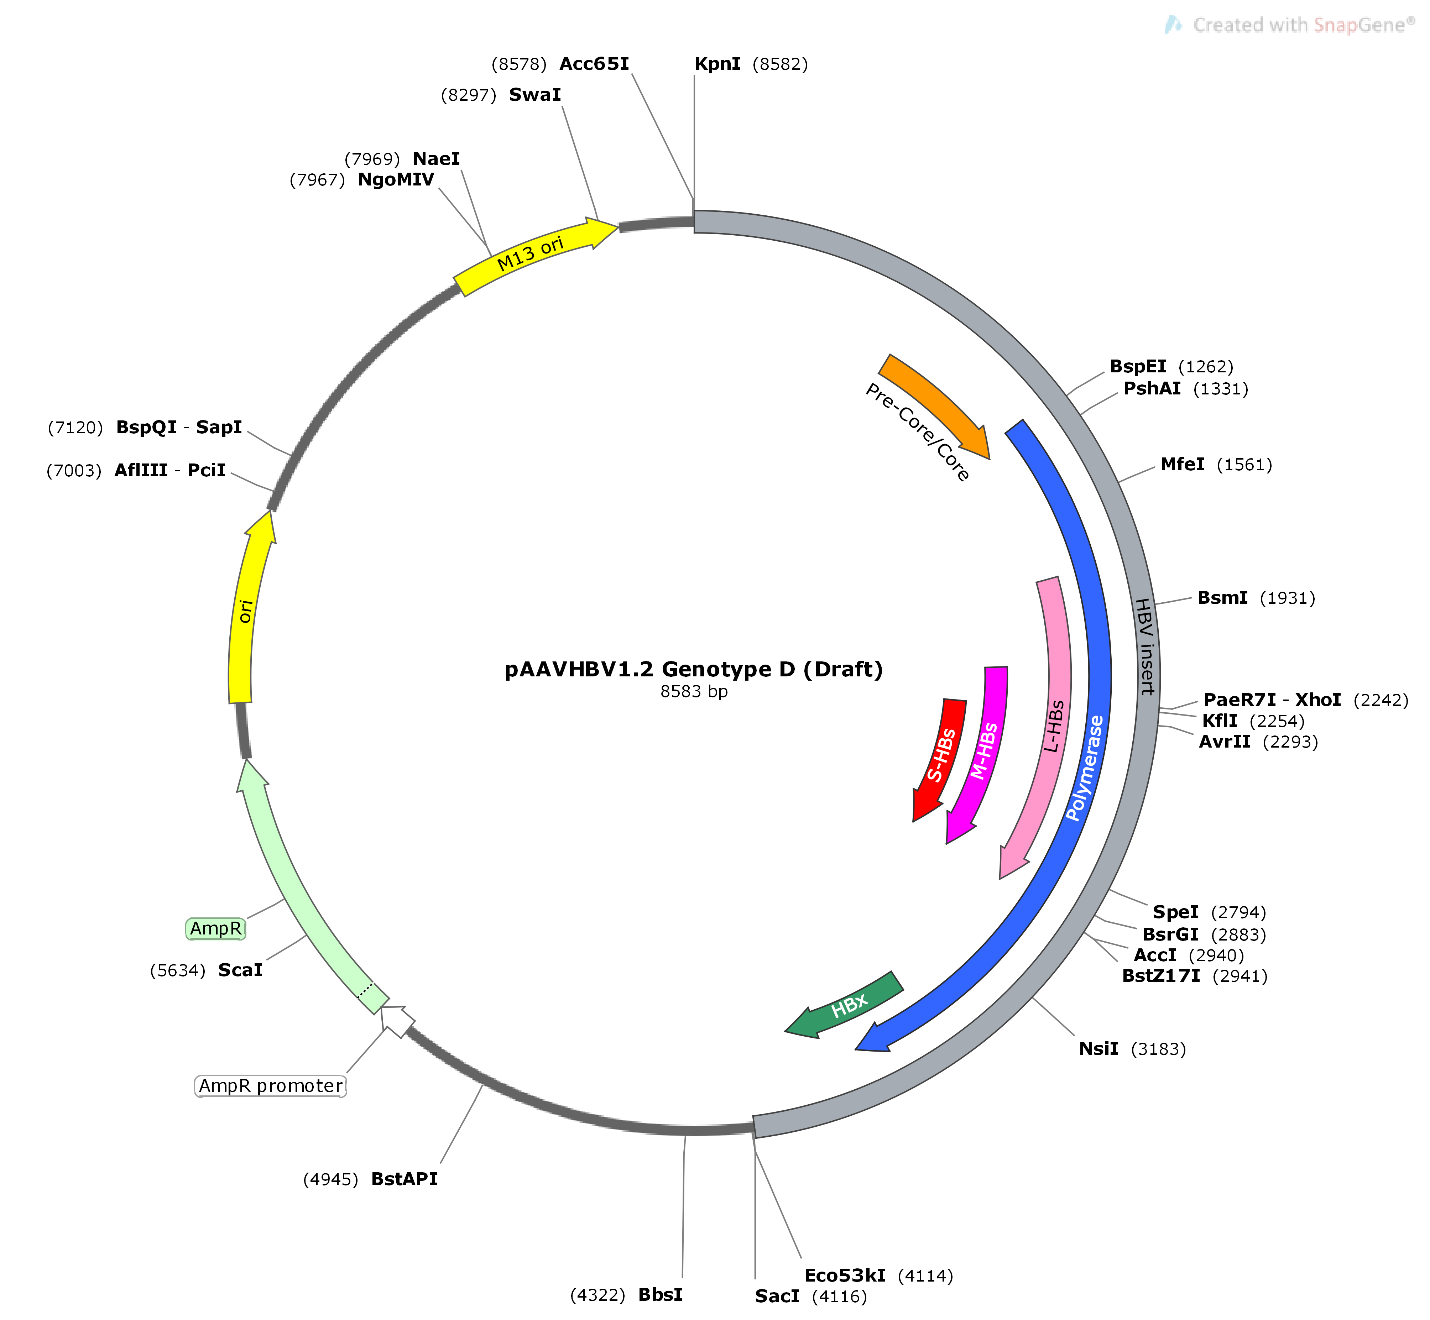 Created with SnapGene®
(8578) Acc65I
KpnI (8582)
(8297) SwaI
(7969) NaeI
(7967) NgoMIV
M13 ori
BspEI (1262)
PshAI (1331)
Pre-Core/Core
(7120) BspQI - SapI
(7003) AflIII - PciI
MfeI (1561)
BsmI (1931)
ori
HBV insert
pAAVHBV1.2 Genotype D (Draft)
8583 bp
PaeR7I - XhoI (2242)
KflI (2254)
AvrII (2293)
S-HBs
M-HBs
L-HBs
Polymerase
SpeI (2794)
BsrGI (2883)
AccI (2940)
BstZ17I (2941)
AmpR
(5634) ScaI
HBx
NsiI (3183)
AmpR promoter
(4945) BstAPI
Eco53kI (4114)
(4322) BbsI
SacI (4116)